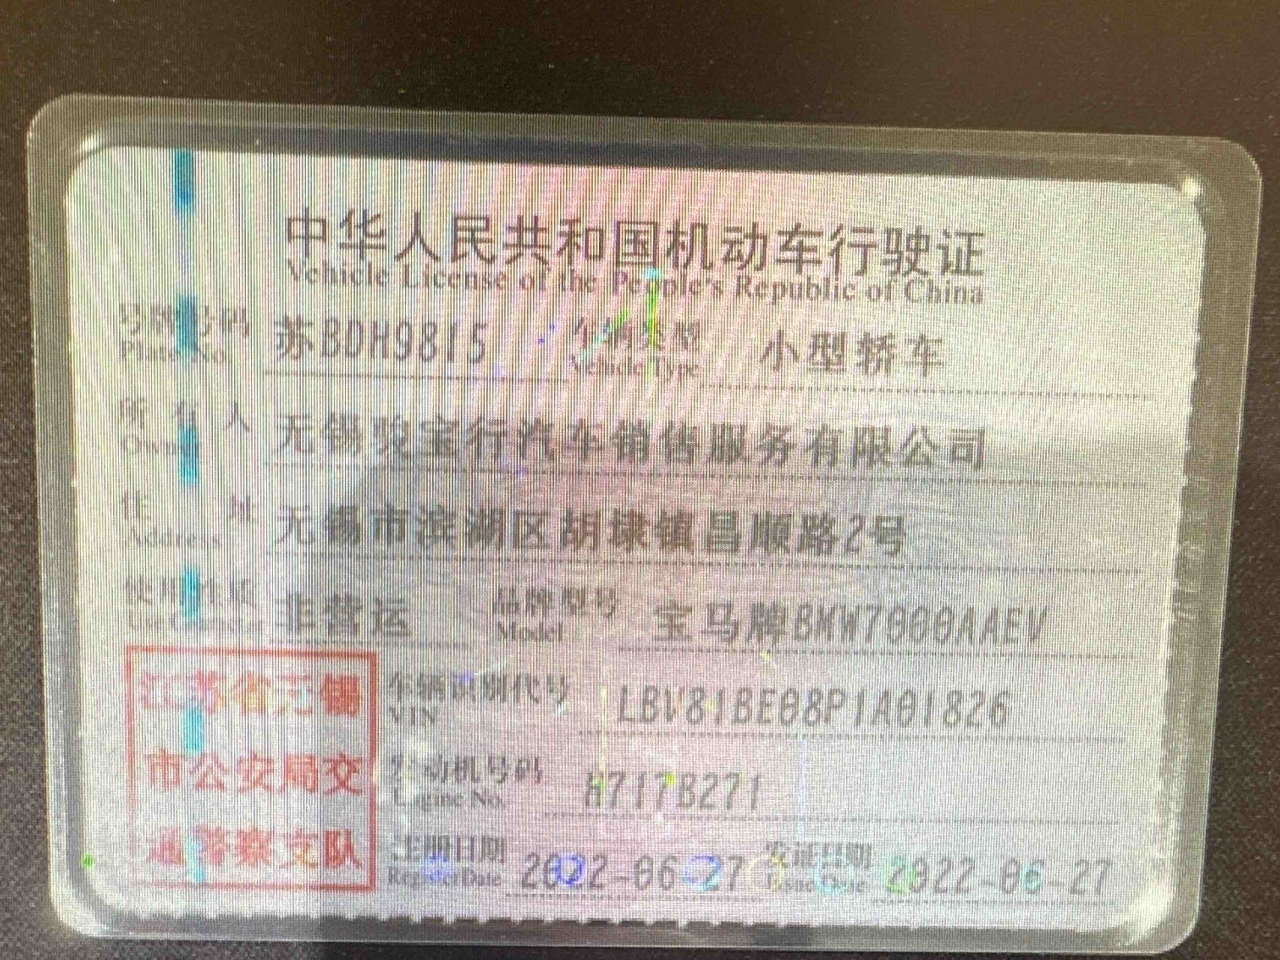 中华人民共和国机动车行驶证
Vehicle License of the People's Republic of China
号牌号码 苏BDH9815 车辆类型 小型轿车
Plate No. Vehicle Type
所有人 无锡骏宝行汽车销售服务有限公司
Owner
住址 无锡市滨湖区胡埭镇昌顺路2号
Address
使用性质 非营运 品牌型号 宝马牌BMW7000AAEV
Model
江苏省无锡
市公安局交
通警察支队
车辆识别代号 LBV81BE08P1A01826
VIN
发动机号码 H717B271
Engine No.
注册日期 2022-06-27 发证日期 2022-06-27
Register Date Issue Date